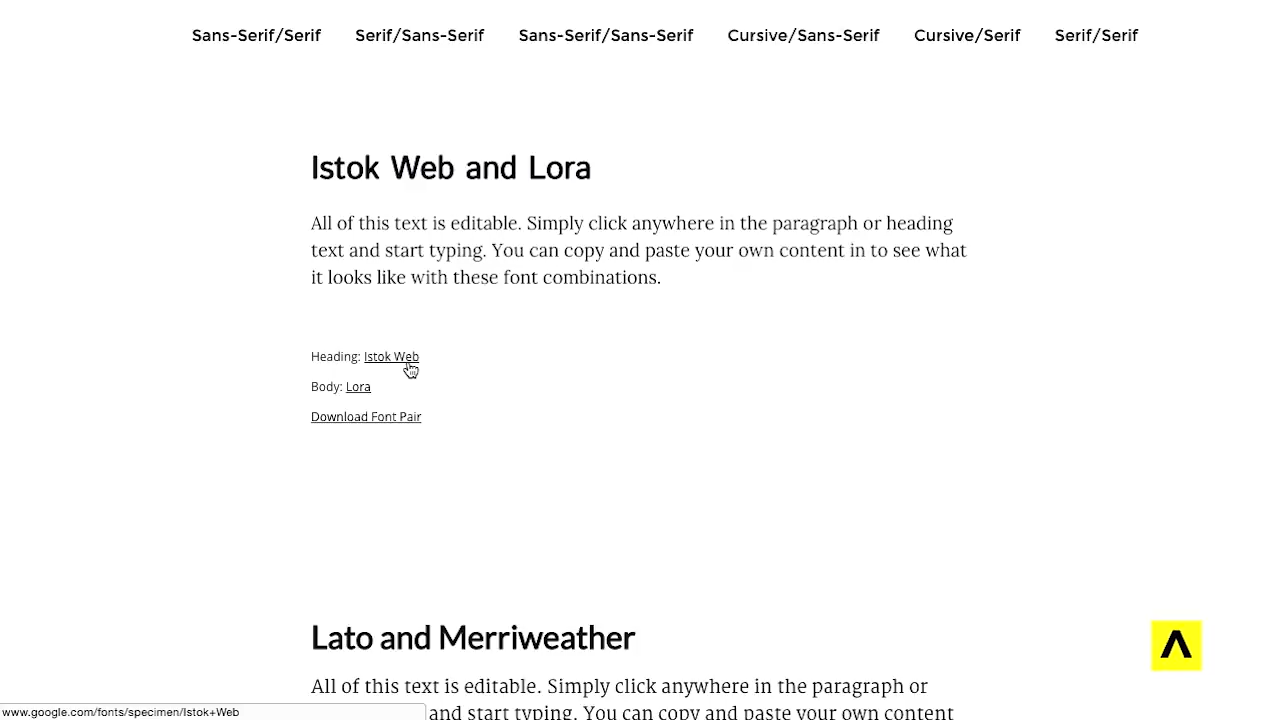 Sans-Serif/Serif Serif/Sans-Serif Sans-Serif/Sans-Serif Cursive/Sans-Serif Cursive/Serif Serif/Serif
Istok Web and Lora
All of this text is editable. Simply click anywhere in the paragraph or heading
text and start typing. You can copy and paste your own content in to see what
it looks like with these font combinations.
Heading: Istok Web
Body: Lora
Download Font Pair
Lato and Merriweather
All of this text is editable. Simply click anywhere in the paragraph or
and start typing. You can copy and paste your own content
www.google.com/fonts/specimen/Istok+Web